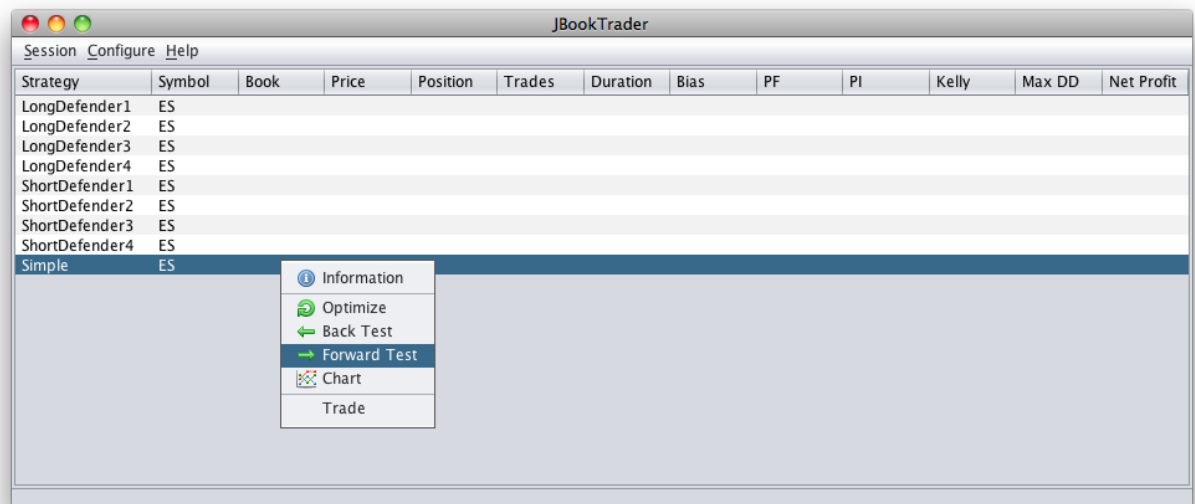 JBookTrader
Session Configure Help
Strategy Symbol Book Price Position Trades Duration Bias PF PI Kelly Max DD Net Profit
LongDefender1 ES
LongDefender2 ES
LongDefender3 ES
LongDefender4 ES
ShortDefender1 ES
ShortDefender2 ES
ShortDefender3 ES
ShortDefender4 ES
Simple ES
Information
Optimize
Back Test
Forward Test
Chart
Trade